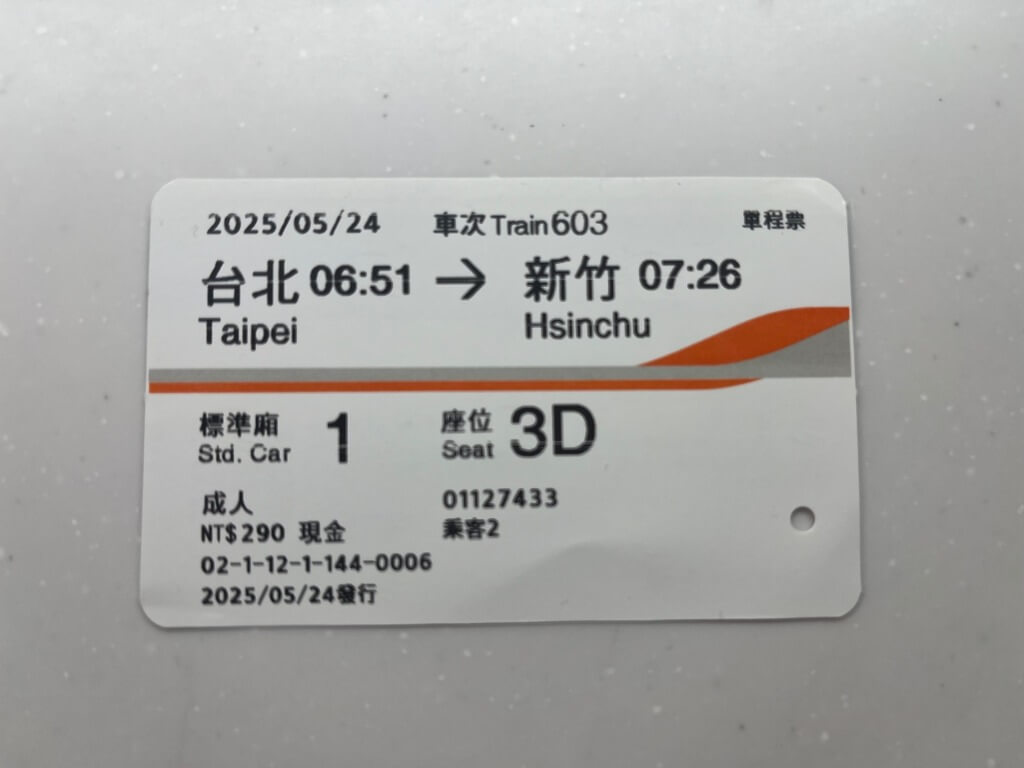 2025/05/24 車次 Train 603 單程票
台北 06:51 → 新竹 07:26
Taipei Hsinchu
標準廂 1 座位 3D
Std. Car Seat
成人 01127433
NT$290 現金 乘客2
02-1-12-1-144-0006
2025/05/24發行